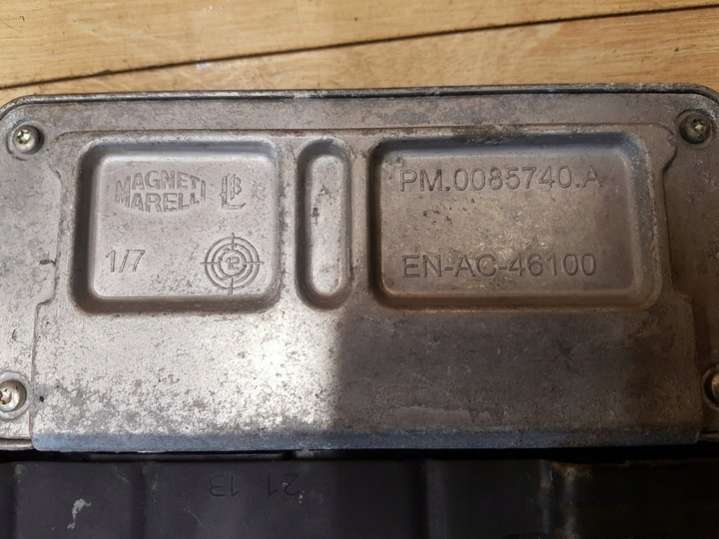 MAGNETI
MARELLI
1/7
PM.0085740.A
EN-AC-46100
21 13